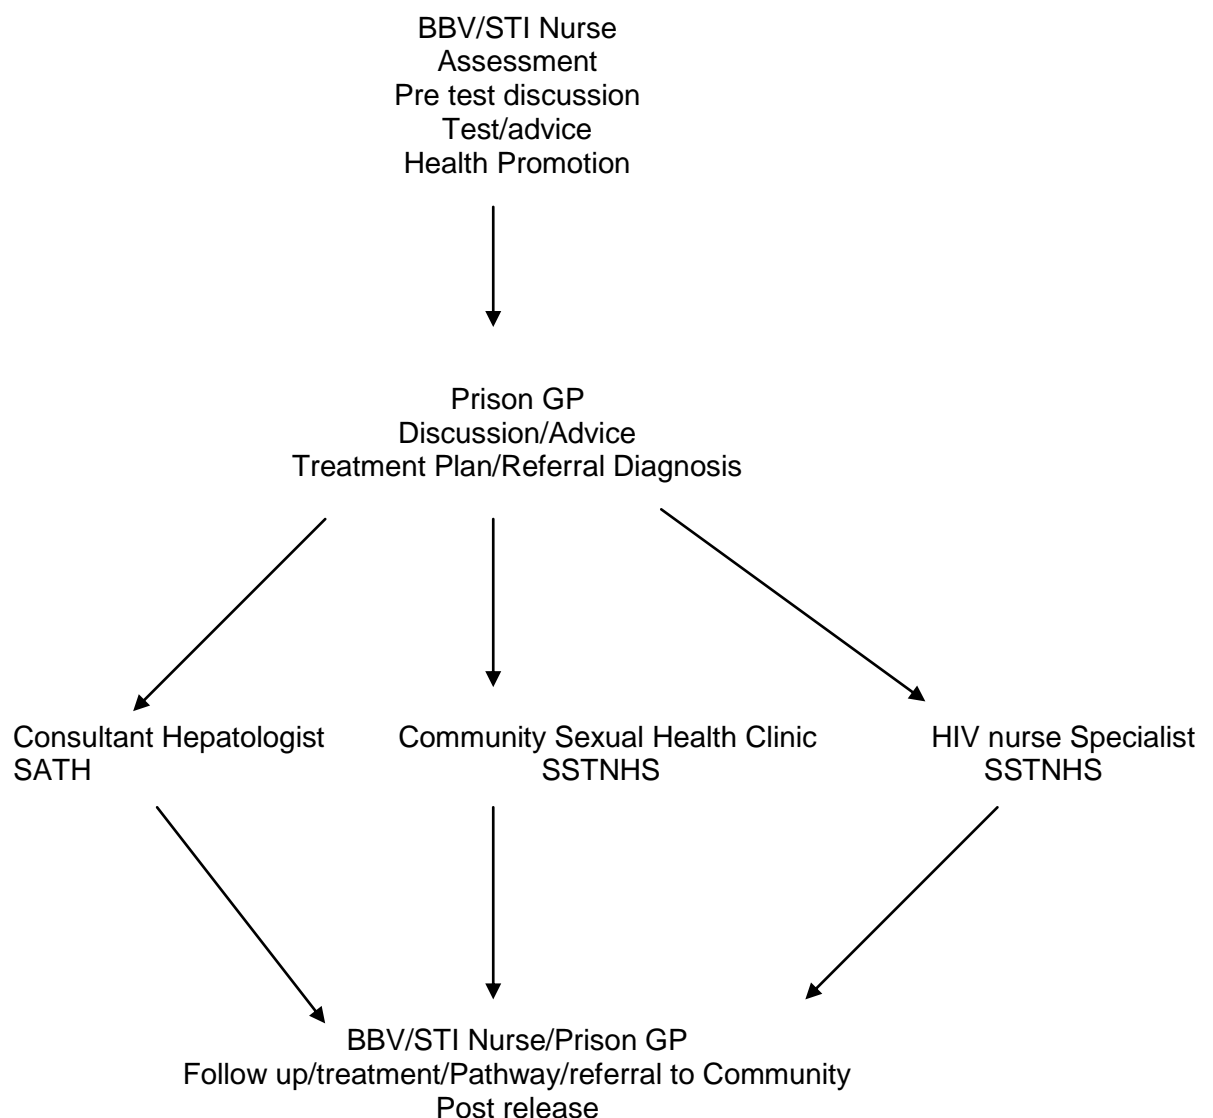 BBV/STI Nurse
Assessment
Pre test discussion
Test/advice
Health Promotion
Prison GP
Discussion/Advice
Treatment Plan/Referral Diagnosis
Consultant Hepatologist
SATH
Community Sexual Health Clinic
SSTNHS
HIV nurse Specialist
SSTNHS
BBV/STI Nurse/Prison GP
Follow up/treatment/Pathway/referral to Community
Post release